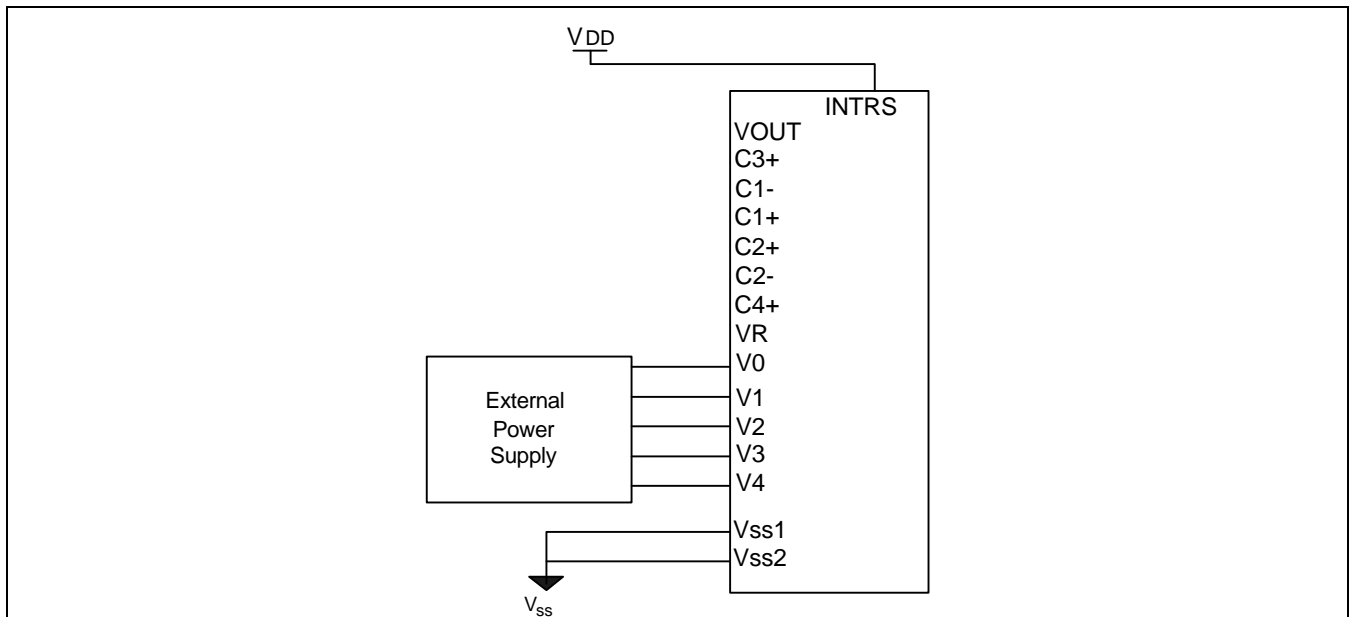 VDD
INTRS
VOUT
C3+
C1-
C1+
C2+
C2-
C4+
VR
V0
V1
V2
V3
V4
External
Power
Supply
Vss1
Vss2
Vss